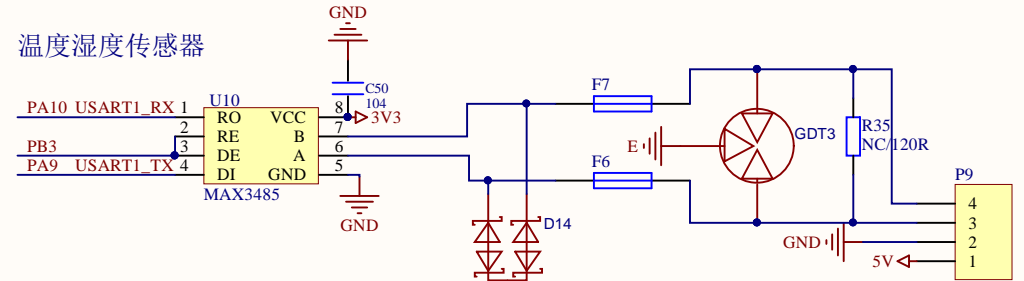 GND
温度湿度传感器
C50
104
3V3
U10
PA10 USART1_RX 1 RO VCC 8
2 RE B 7
PB3 3 DE A 6
PA9 USART1_TX 4 DI GND 5
MAX3485
GND
F7
F6
D14
E
GDT3
R35
NC/120R
P9
4
3
GND 2
5V 1